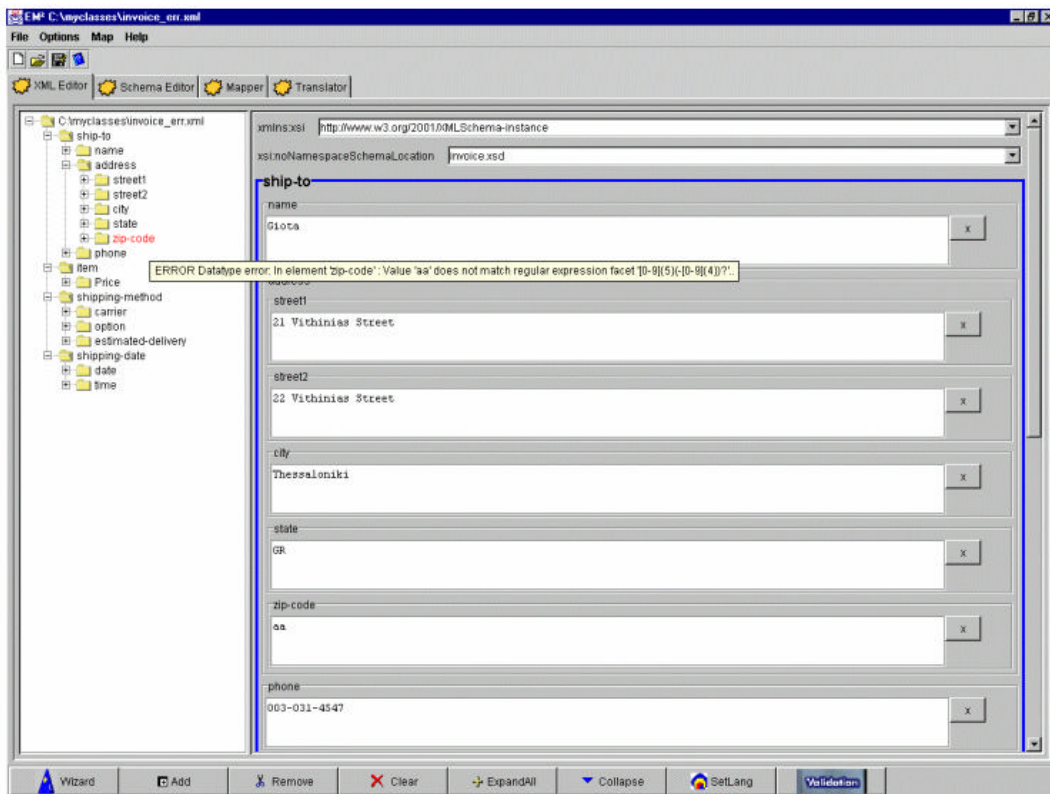 EM² C:\myclasses\invoice_err.xml
File Options Map Help
XML Editor Schema Editor Mapper Translator
C:\myclasses\invoice_err.xml
ship-to
name
address
street1
street2
city
state
zip-code
phone
item
Price
shipping-method
carrier
option
estimated-delivery
shipping-date
date
time
xmlns:xsi http://www.w3.org/2001/XMLSchema-instance
xsi:noNamespaceSchemaLocation invoice.xsd
ship-to
name
Giota
x
ERROR Datatype error: In element 'zip-code' : Value 'aa' does not match regular expression facet '[0-9]{5}(-[0-9]{4})?'..
address
street1
21 Vithinias Street
x
street2
22 Vithinias Street
x
city
Thessaloniki
x
state
GR
x
zip-code
aa
x
phone
003-031-4547
x
Wizard Add Remove Clear ExpandAll Collapse SetLang Validation